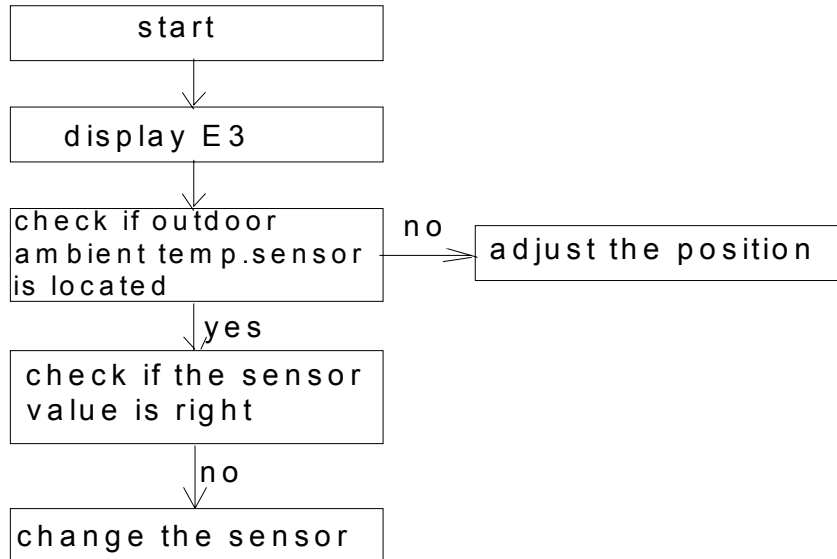 start
display E3
check if outdoor
ambient temp.sensor
is located
no
adjust the position
yes
check if the sensor
value is right
no
change the sensor